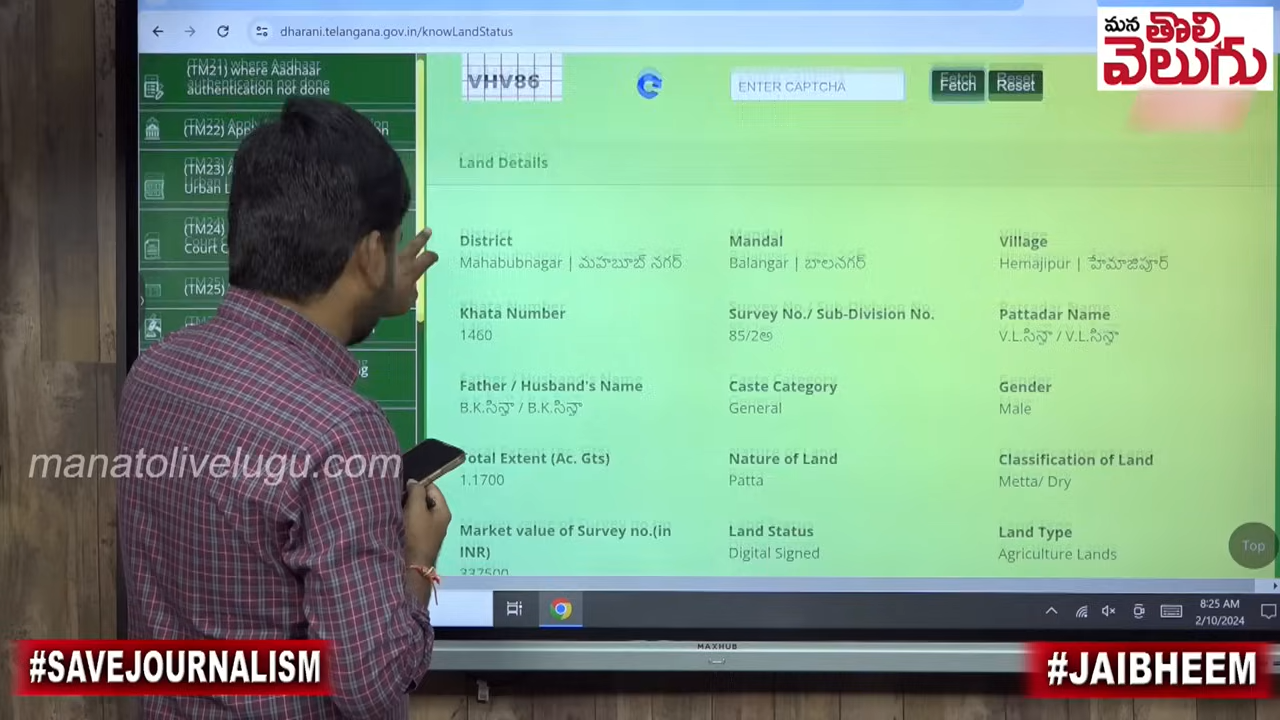 dharani.telangana.gov.in/knowLandStatus
మన తొలి
వెలుగు
(TM21) where Aadhaar
authentication not done
VHV86
ENTER CAPTCHA
Fetch
Reset
(TM22)
(TM23)
Urban
(TM24)
Court
(TM25)
Land Details
District
Mandal
Village
Mahabubnagar | మహబూబ్ నగర్
Balangar | బాలనగర్
Hemajipur | హేమాజిపూర్
Khata Number
Survey No./ Sub-Division No.
Pattadar Name
1460
85/2అ
V.L.సిన్హా / V.L.సిన్హా
Father / Husband's Name
Caste Category
Gender
B.K.సిన్హా / B.K.సిన్హా
General
Male
Total Extent (Ac. Gts)
Nature of Land
Classification of Land
1.1700
Patta
Metta/ Dry
Market value of Survey no.(in
INR)
Land Status
Land Type
337500
Digital Signed
Agriculture Lands
Top
manatolivelugu.com
8:25 AM
2/10/2024
MAXHUB
#SAVEJOURNALISM
#JAIBHEEM